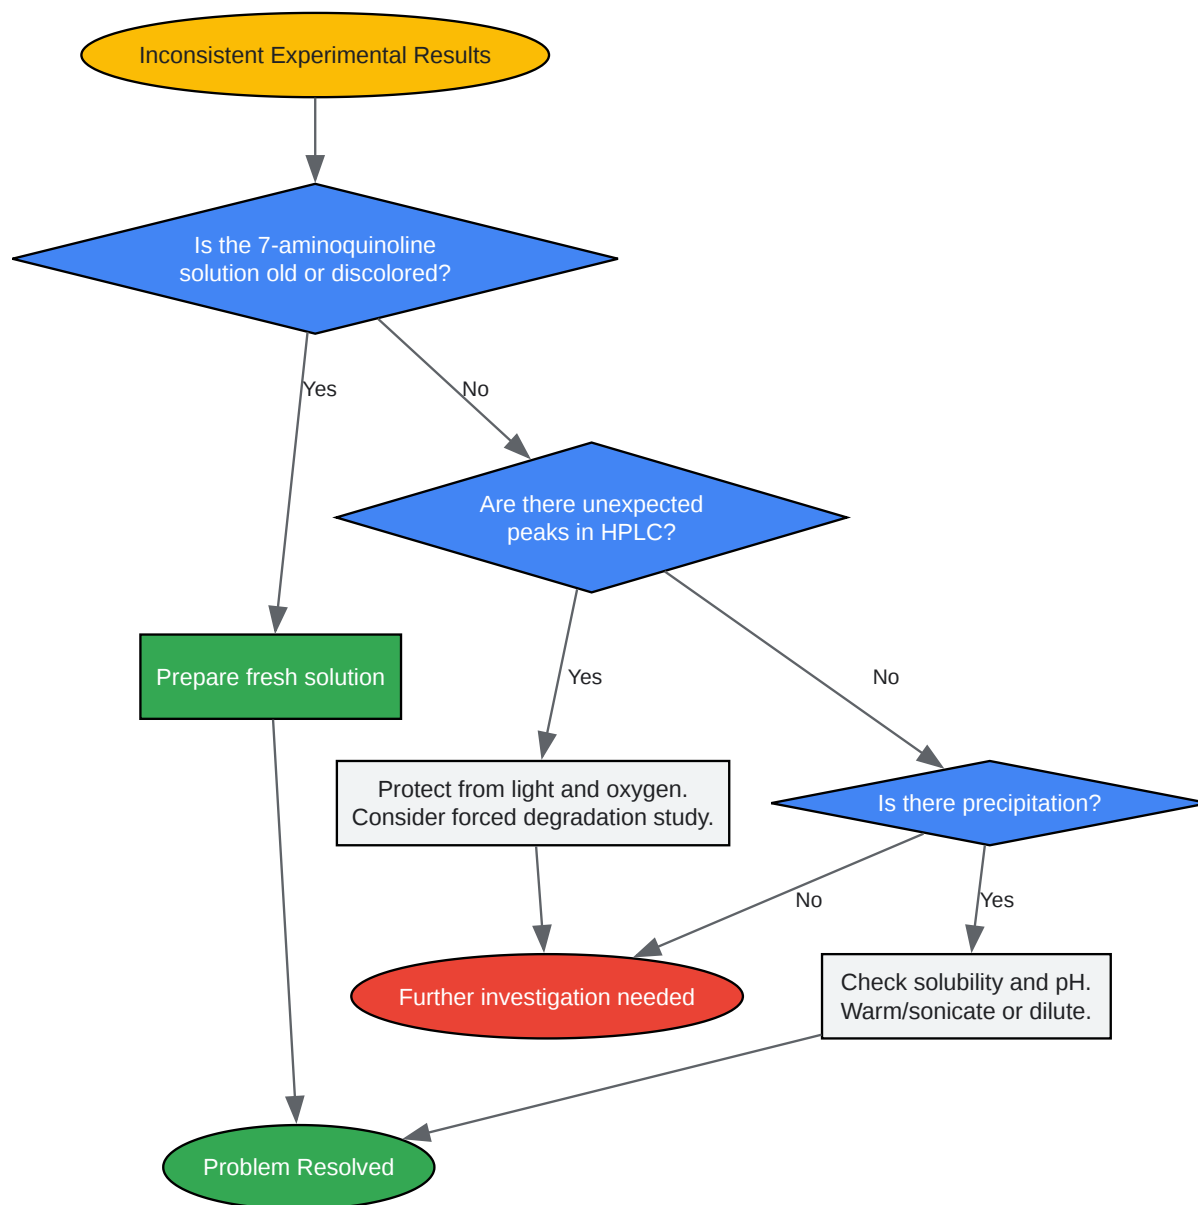 Inconsistent Experimental Results
Is the 7-aminoquinoline
solution old or discolored?
Yes
No
Are there unexpected
peaks in HPLC?
Prepare fresh solution
Yes
No
Protect from light and oxygen.
Consider forced degradation study.
Is there precipitation?
No
Yes
Further investigation needed
Check solubility and pH.
Warm/sonicate or dilute.
Problem Resolved